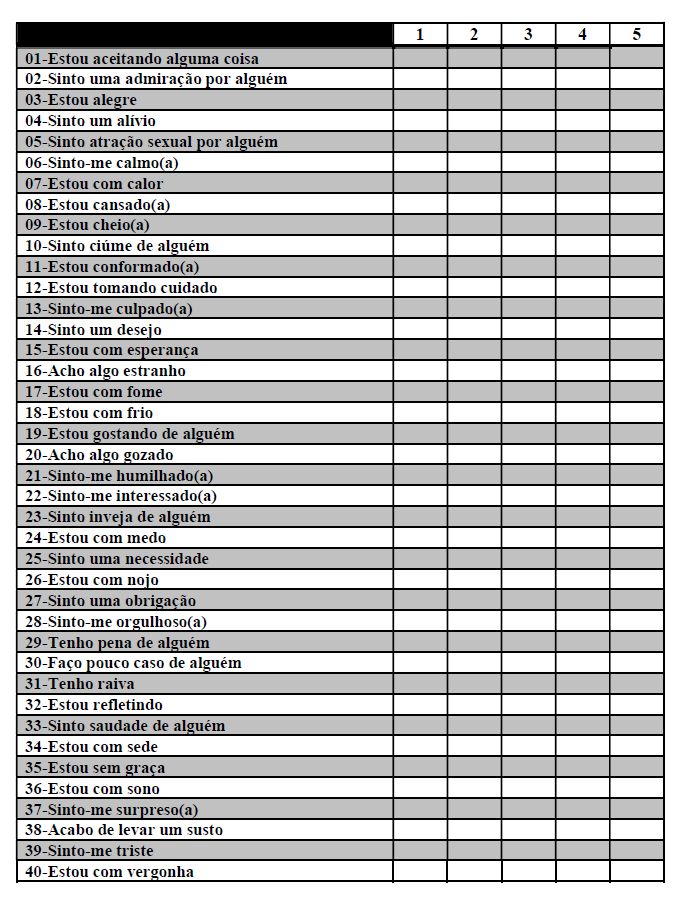 1 2 3 4 5
01-Estou aceitando alguma coisa
02-Sinto uma admiração por alguém
03-Estou alegre
04-Sinto um alívio
05-Sinto atração sexual por alguém
06-Sinto-me calmo(a)
07-Estou com calor
08-Estou cansado(a)
09-Estou cheio(a)
10-Sinto ciúme de alguém
11-Estou conformado(a)
12-Estou tomando cuidado
13-Sinto-me culpado(a)
14-Sinto um desejo
15-Estou com esperança
16-Acho algo estranho
17-Estou com fome
18-Estou com frio
19-Estou gostando de alguém
20-Acho algo gozado
21-Sinto-me humilhado(a)
22-Sinto-me interessado(a)
23-Sinto inveja de alguém
24-Estou com medo
25-Sinto uma necessidade
26-Estou com nojo
27-Sinto uma obrigação
28-Sinto-me orgulhoso(a)
29-Tenho pena de alguém
30-Faço pouco caso de alguém
31-Tenho raiva
32-Estou refletindo
33-Sinto saudade de alguém
34-Estou com sede
35-Estou sem graça
36-Estou com sono
37-Sinto-me surpreso(a)
38-Acabo de levar um susto
39-Sinto-me triste
40-Estou com vergonha